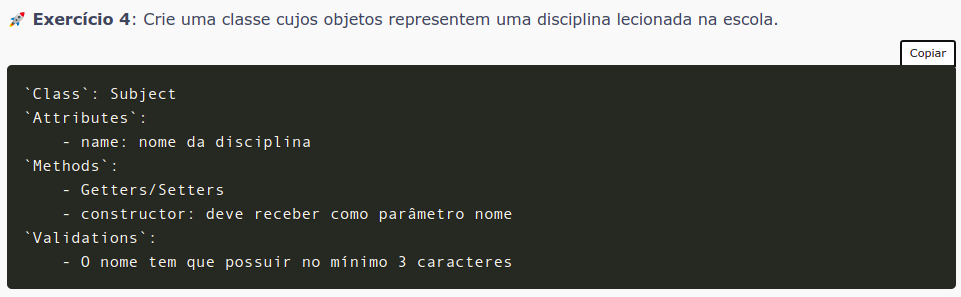 🚀 Exercício 4: Crie uma classe cujos objetos representem uma disciplina lecionada na escola.
Copiar
`Class`: Subject
`Attributes`:
    - name: nome da disciplina
`Methods`:
    - Getters/Setters
    - constructor: deve receber como parâmetro nome
`Validations`:
    - O nome tem que possuir no mínimo 3 caracteres